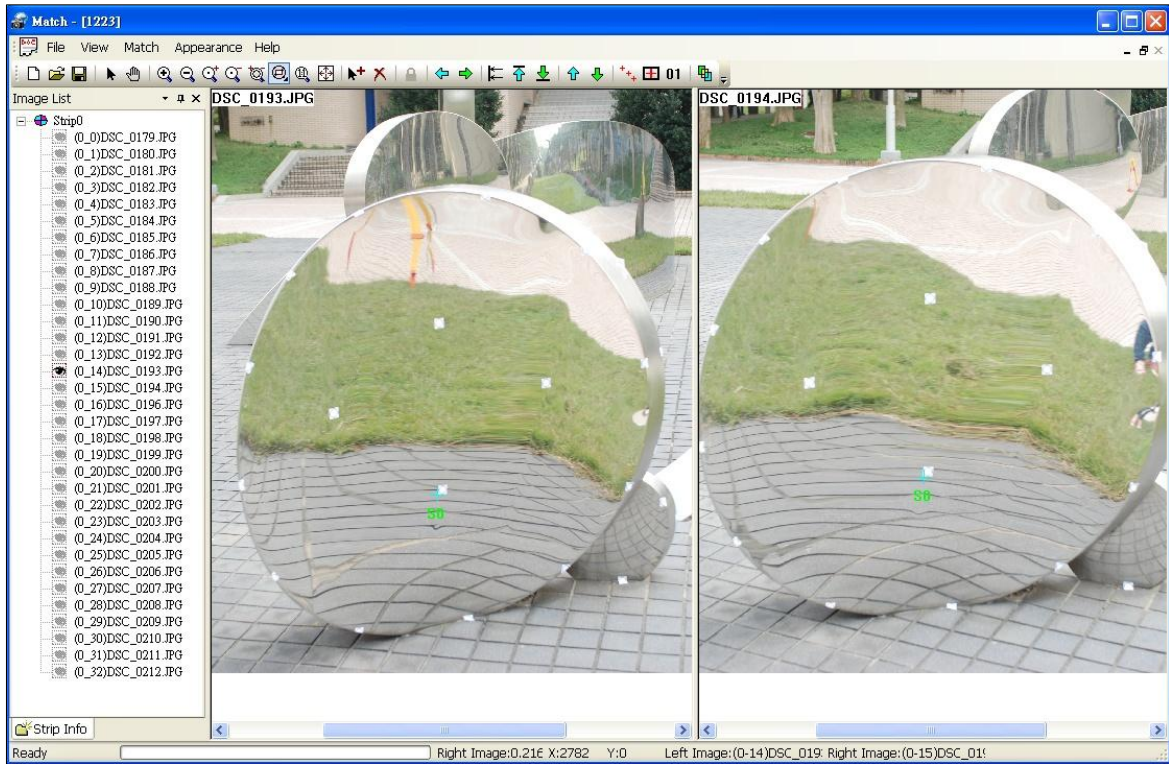 Match - [1223]
File View Match Appearance Help
01
Image List
DSC_0193.JPG
DSC_0194.JPG
Strip0
(0_0)DSC_0179.JPG
(0_1)DSC_0180.JPG
(0_2)DSC_0181.JPG
(0_3)DSC_0182.JPG
(0_4)DSC_0183.JPG
(0_5)DSC_0184.JPG
(0_6)DSC_0185.JPG
(0_7)DSC_0186.JPG
(0_8)DSC_0187.JPG
(0_9)DSC_0188.JPG
(0_10)DSC_0189.JPG
(0_11)DSC_0190.JPG
(0_12)DSC_0191.JPG
(0_13)DSC_0192.JPG
(0_14)DSC_0193.JPG
(0_15)DSC_0194.JPG
(0_16)DSC_0196.JPG
(0_17)DSC_0197.JPG
(0_18)DSC_0198.JPG
(0_19)DSC_0199.JPG
(0_20)DSC_0200.JPG
(0_21)DSC_0201.JPG
(0_22)DSC_0202.JPG
(0_23)DSC_0203.JPG
(0_24)DSC_0204.JPG
(0_25)DSC_0205.JPG
(0_26)DSC_0206.JPG
(0_27)DSC_0207.JPG
(0_28)DSC_0208.JPG
(0_29)DSC_0209.JPG
(0_30)DSC_0210.JPG
(0_31)DSC_0211.JPG
(0_32)DSC_0212.JPG
S0
S0
Strip Info
Ready
Right Image:0.216 X:2782 Y:0
Left Image:(0-14)DSC_019 Right Image:(0-15)DSC_019